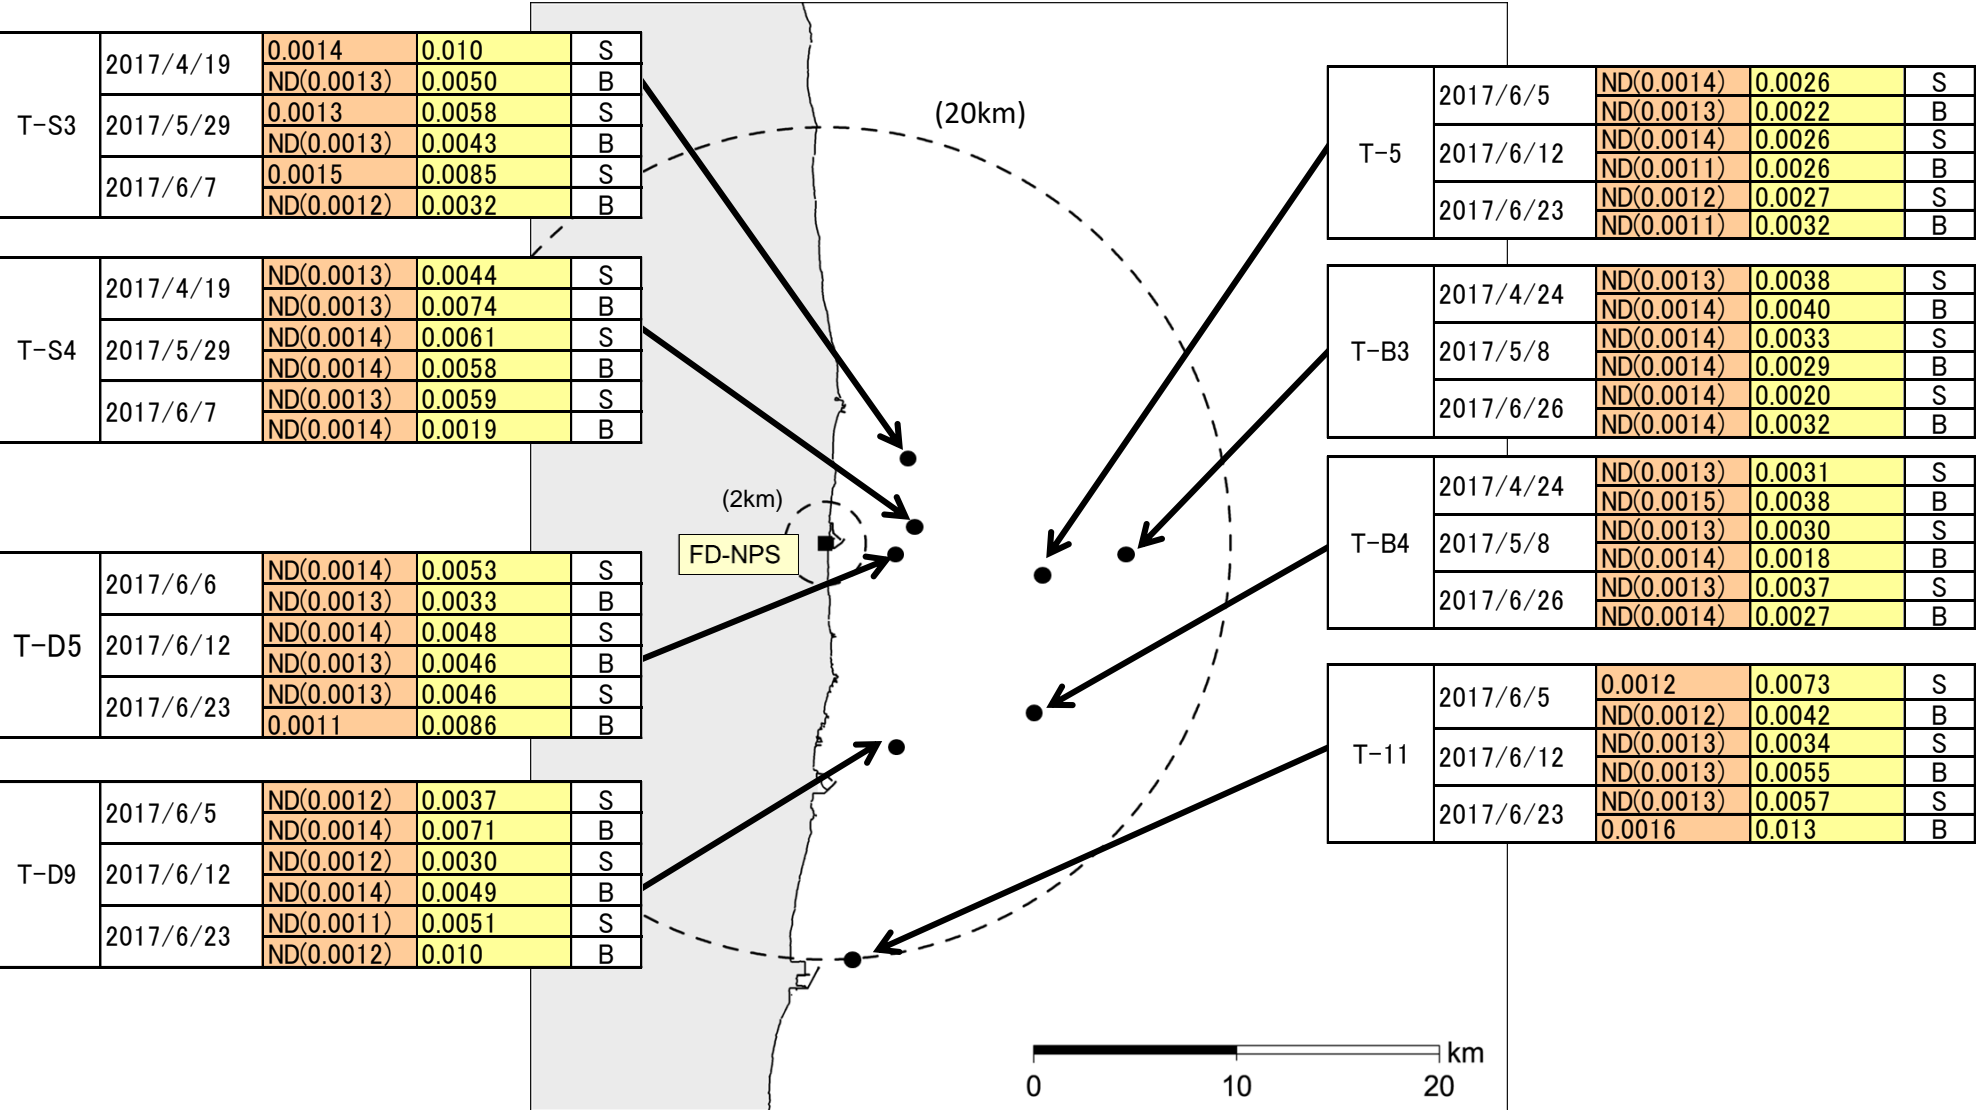 T-S3
2017/4/19 0.0014 0.010 S
ND(0.0013) 0.0050 B
2017/5/29 0.0013 0.0058 S
ND(0.0013) 0.0043 B
2017/6/7 0.0015 0.0085 S
ND(0.0012) 0.0032 B
T-S4
2017/4/19 ND(0.0013) 0.0044 S
ND(0.0013) 0.0074 B
2017/5/29 ND(0.0014) 0.0061 S
ND(0.0014) 0.0058 B
2017/6/7 ND(0.0013) 0.0059 S
ND(0.0014) 0.0019 B
T-D5
2017/6/6 ND(0.0014) 0.0053 S
ND(0.0013) 0.0033 B
2017/6/12 ND(0.0014) 0.0048 S
ND(0.0013) 0.0046 B
2017/6/23 ND(0.0013) 0.0046 S
0.0011 0.0086 B
T-D9
2017/6/5 ND(0.0012) 0.0037 S
ND(0.0014) 0.0071 B
2017/6/12 ND(0.0012) 0.0030 S
ND(0.0014) 0.0049 B
2017/6/23 ND(0.0011) 0.0051 S
ND(0.0012) 0.010 B
(20km)
(2km)
FD-NPS
T-5
2017/6/5 ND(0.0014) 0.0026 S
ND(0.0013) 0.0022 B
2017/6/12 ND(0.0014) 0.0026 S
ND(0.0011) 0.0026 B
2017/6/23 ND(0.0012) 0.0027 S
ND(0.0011) 0.0032 B
T-B3
2017/4/24 ND(0.0013) 0.0038 S
ND(0.0014) 0.0040 B
2017/5/8 ND(0.0014) 0.0033 S
ND(0.0014) 0.0029 B
2017/6/26 ND(0.0014) 0.0020 S
ND(0.0014) 0.0032 B
T-B4
2017/4/24 ND(0.0013) 0.0031 S
ND(0.0015) 0.0038 B
2017/5/8 ND(0.0013) 0.0030 S
ND(0.0014) 0.0018 B
2017/6/26 ND(0.0013) 0.0037 S
ND(0.0014) 0.0027 B
T-11
2017/6/5 0.0012 0.0073 S
ND(0.0012) 0.0042 B
2017/6/12 ND(0.0013) 0.0034 S
ND(0.0013) 0.0055 B
2017/6/23 ND(0.0013) 0.0057 S
0.0016 0.013 B
km
0 10 20